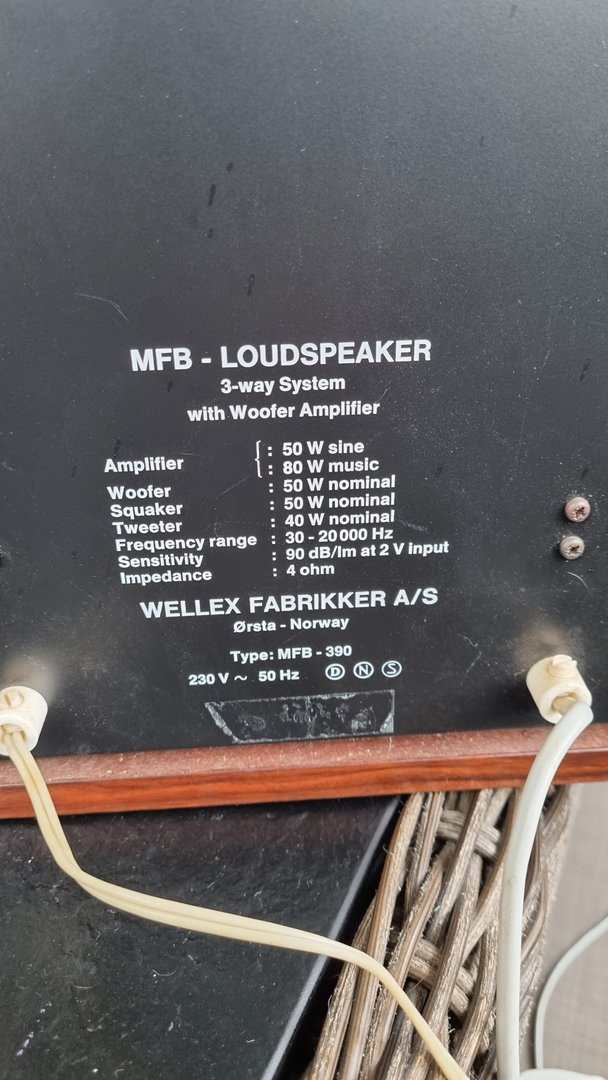 MFB - LOUDSPEAKER
3-way System
with Woofer Amplifier
Amplifier { : 50 W sine
: 80 W music
Woofer : 50 W nominal
Squaker : 50 W nominal
Tweeter : 40 W nominal
Frequency range : 30 - 20 000 Hz
Sensitivity : 90 dB/lm at 2 V input
Impedance : 4 ohm
WELLEX FABRIKKER A/S
Ørsta - Norway
Type: MFB - 390
230 V ~ 50 Hz Ⓓ Ⓝ Ⓢ